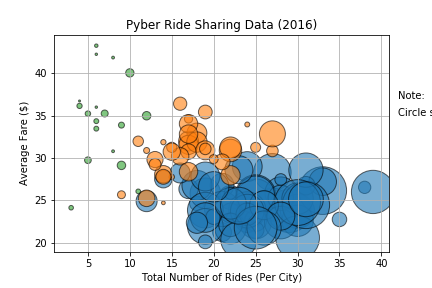 Pyber Ride Sharing Data (2016)
Average Fare ($)
40
35
30
25
20
5
10
15
20
25
30
35
40
Total Number of Rides (Per City)
Note:
Circle s